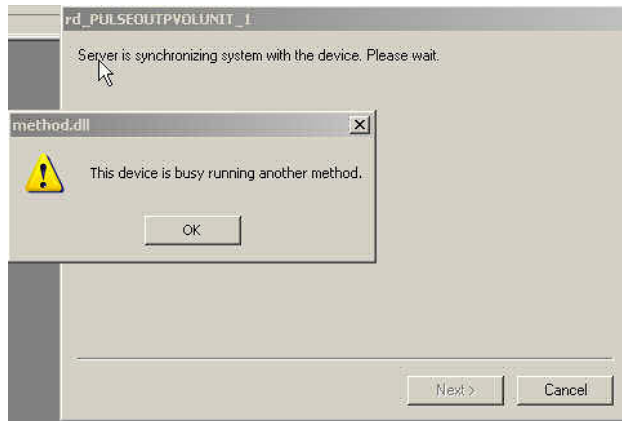 rd_PULSEOUTPVOLUNIT_1
Server is synchronizing system with the device. Please wait.
method.dll
This device is busy running another method.
OK
Next >
Cancel